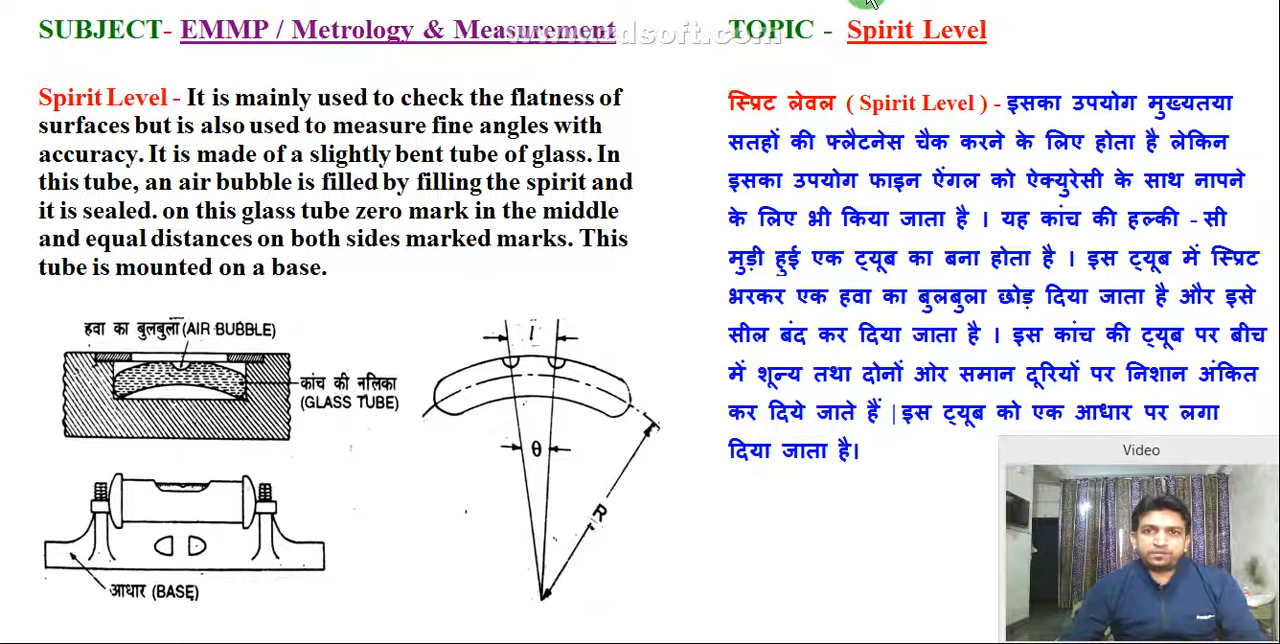 SUBJECT- EMMP / Metrology & Measurement
TOPIC - Spirit Level
Spirit Level - It is mainly used to check the flatness of
surfaces but is also used to measure fine angles with
accuracy. It is made of a slightly bent tube of glass. In
this tube, an air bubble is filled by filling the spirit and
it is sealed. on this glass tube zero mark in the middle
and equal distances on both sides marked marks. This
tube is mounted on a base.
हवा का बुलबुला (AIR BUBBLE)
कांच की नलिका
(GLASS TUBE)
आधार (BASE)
l
θ
R
स्प्रिट लेवल ( Spirit Level ) - इसका उपयोग मुख्यतया
सतहों की फ्लैटनेस चैक करने के लिए होता है लेकिन
इसका उपयोग फाइन ऐंगल को ऐक्युरेसी के साथ नापने
के लिए भी किया जाता है । यह कांच की हल्की - सी
मुड़ी हुई एक ट्यूब का बना होता है । इस ट्यूब में स्प्रिट
भरकर एक हवा का बुलबुला छोड़ दिया जाता है और इसे
सील बंद कर दिया जाता है । इस कांच की ट्यूब पर बीच
में शून्य तथा दोनों ओर समान दूरियों पर निशान अंकित
कर दिये जाते हैं | इस ट्यूब को एक आधार पर लगा
दिया जाता है।
Video